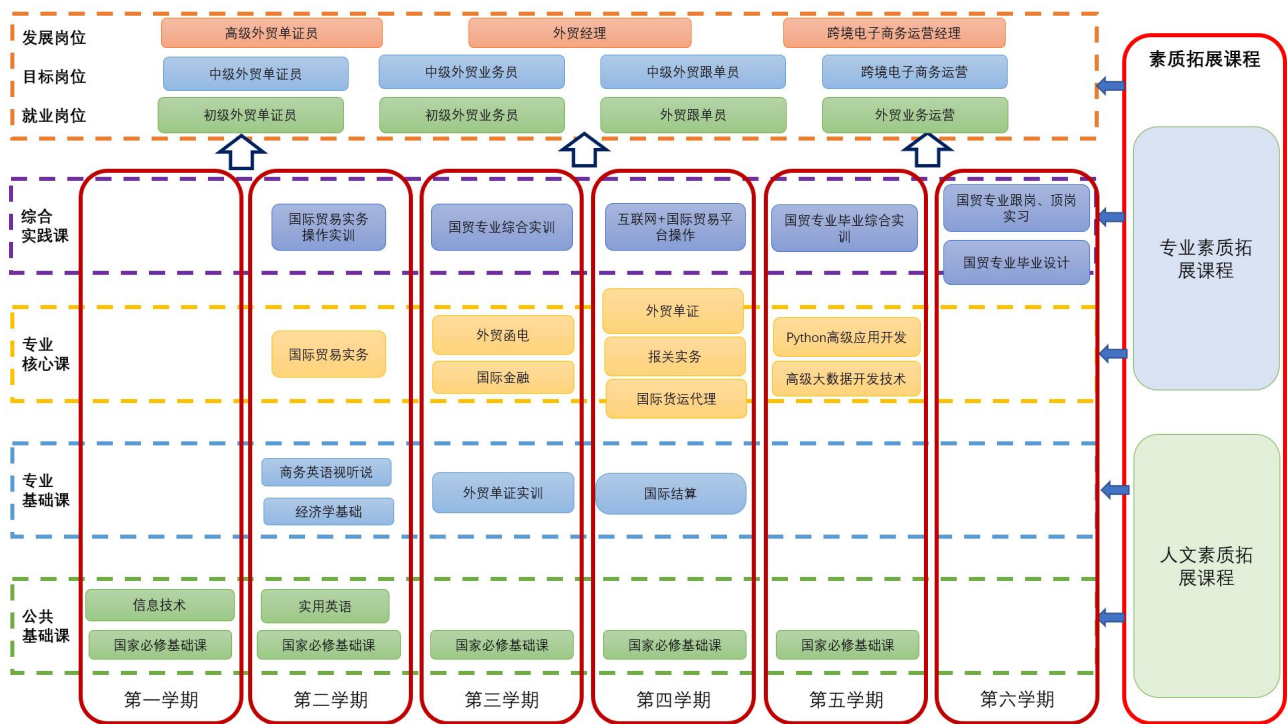 发展岗位
高级外贸单证员
外贸经理
跨境电子商务运营经理
目标岗位
中级外贸单证员
中级外贸业务员
中级外贸跟单员
跨境电子商务运营
就业岗位
初级外贸单证员
初级外贸业务员
外贸跟单员
外贸业务运营
综合
实践课
国际贸易实务
操作实训
国贸专业综合实训
互联网+国际贸易平
台操作
国贸专业毕业综合实
训
国贸专业跟岗、顶岗
实习
国贸专业毕业设计
专业
核心课
国际贸易实务
外贸函电
国际金融
外贸单证
报关实务
国际货运代理
Python高级应用开发
高级大数据开发技术
专业
基础课
商务英语视听说
经济学基础
外贸单证实训
国际结算
公共
基础课
信息技术
实用英语
国家必修基础课
国家必修基础课
国家必修基础课
国家必修基础课
国家必修基础课
第一学期
第二学期
第三学期
第四学期
第五学期
第六学期
素质拓展课程
专业素质拓
展课程
人文素质拓
展课程